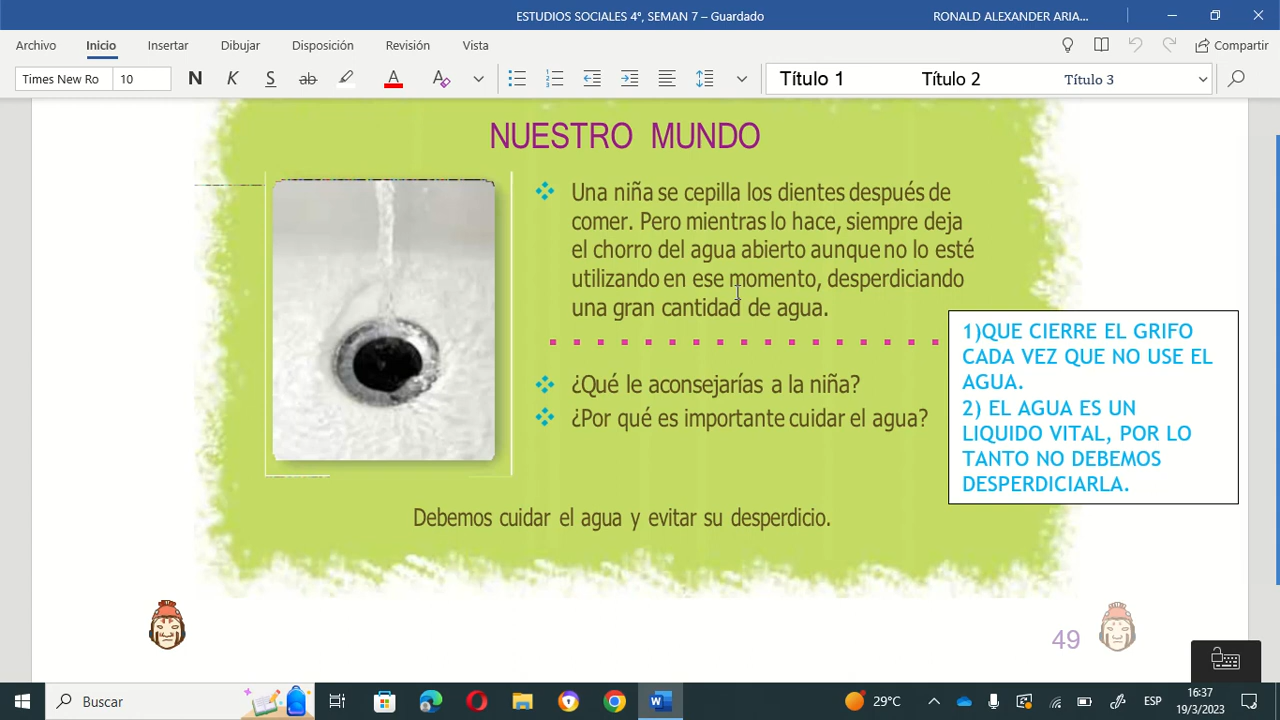 ESTUDIOS SOCIALES 4º, SEMAN 7 – Guardado
RONALD ALEXANDER ARIA...
Archivo
Inicio
Insertar
Dibujar
Disposición
Revisión
Vista
Compartir
Times New Ro
10
N
K
S
ab
A
A
Título 1
Título 2
Título 3
NUESTRO MUNDO
Una niña se cepilla los dientes después de
comer. Pero mientras lo hace, siempre deja
el chorro del agua abierto aunque no lo esté
utilizando en ese momento, desperdiciando
una gran cantidad de agua.
¿Qué le aconsejarías a la niña?
¿Por qué es importante cuidar el agua?
1)QUE CIERRE EL GRIFO
CADA VEZ QUE NO USE EL
AGUA.
2) EL AGUA ES UN
LIQUIDO VITAL, POR LO
TANTO NO DEBEMOS
DESPERDICIARLA.
Debemos cuidar el agua y evitar su desperdicio.
49
Buscar
29°C
ESP
16:37
19/3/2023